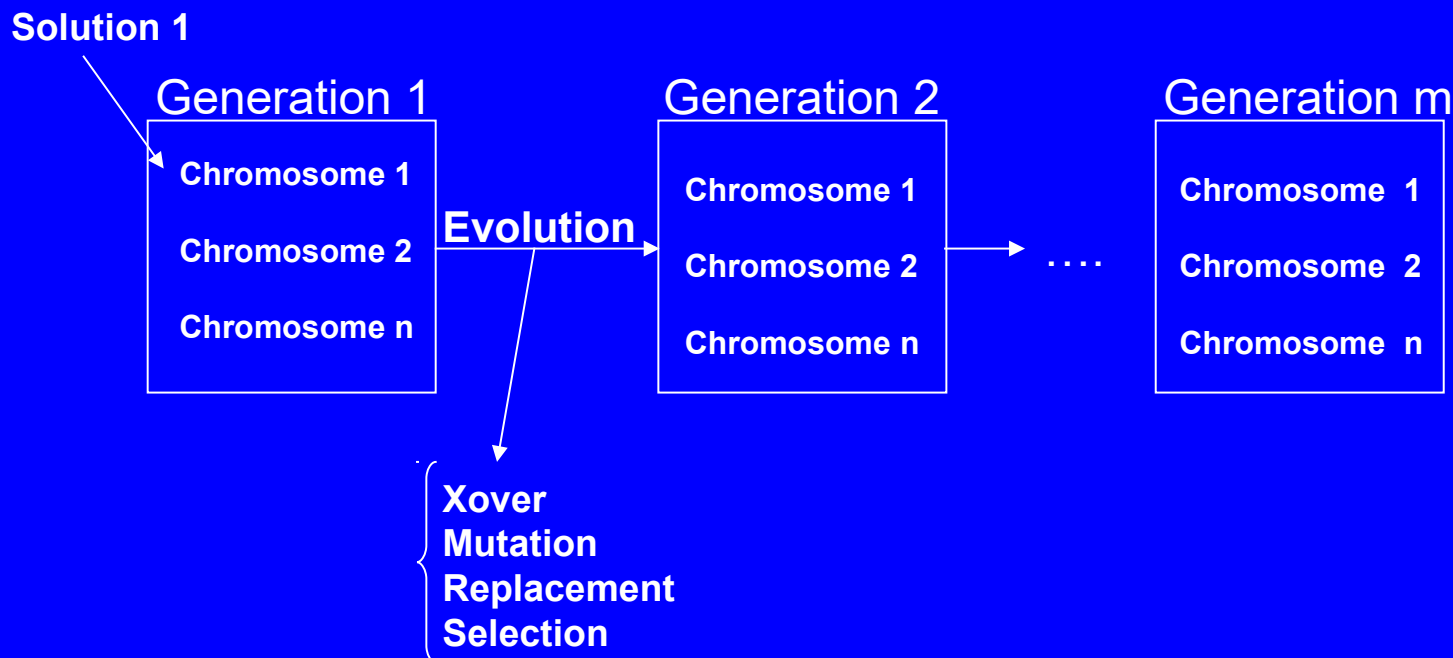 Solution 1
Generation 1
Chromosome 1
Chromosome 2
Chromosome n
Evolution
Generation 2
Chromosome 1
Chromosome 2
Chromosome n
....
Generation m
Chromosome 1
Chromosome 2
Chromosome n
Xover
Mutation
Replacement
Selection